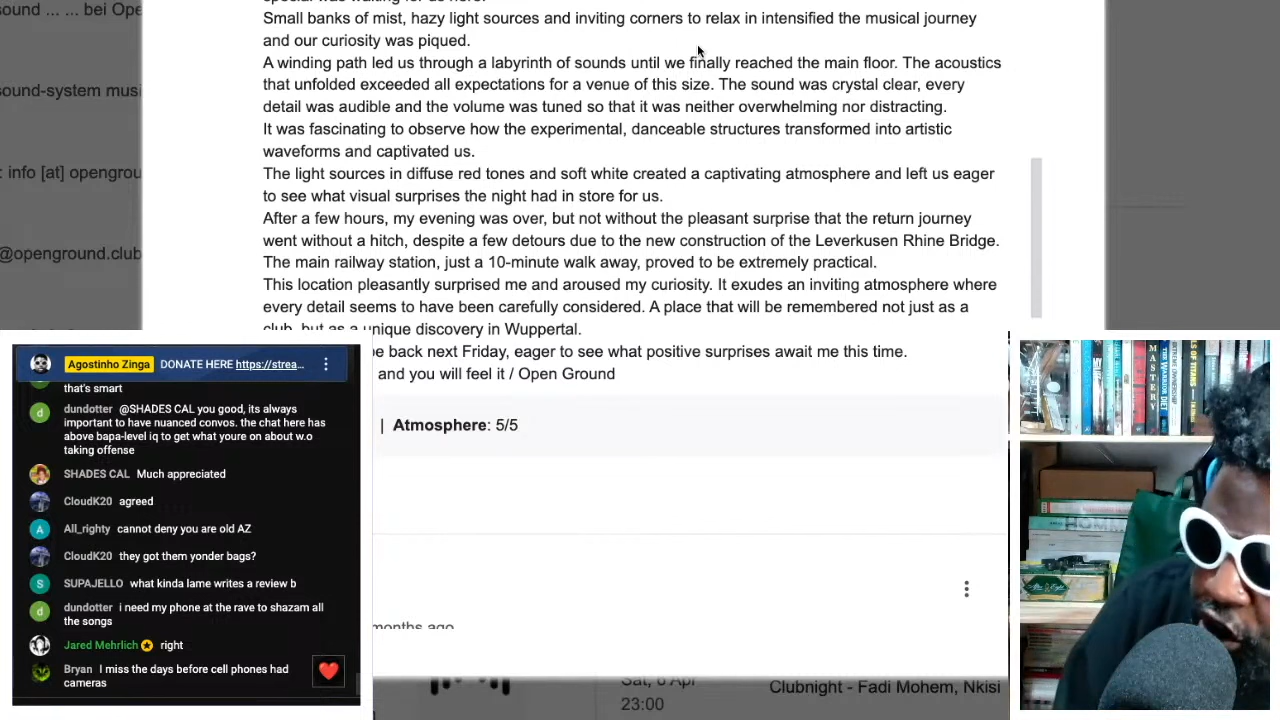 sound ... ... bei Ope
sound-system musi
: info [at] opengrou
@openground.club
Small banks of mist, hazy light sources and inviting corners to relax in intensified the musical journey
and our curiosity was piqued.
A winding path led us through a labyrinth of sounds until we finally reached the main floor. The acoustics
that unfolded exceeded all expectations for a venue of this size. The sound was crystal clear, every
detail was audible and the volume was tuned so that it was neither overwhelming nor distracting.
It was fascinating to observe how the experimental, danceable structures transformed into artistic
waveforms and captivated us.
The light sources in diffuse red tones and soft white created a captivating atmosphere and left us eager
to see what visual surprises the night had in store for us.
After a few hours, my evening was over, but not without the pleasant surprise that the return journey
went without a hitch, despite a few detours due to the new construction of the Leverkusen Rhine Bridge.
The main railway station, just a 10-minute walk away, proved to be extremely practical.
This location pleasantly surprised me and aroused my curiosity. It exudes an inviting atmosphere where
every detail seems to have been carefully considered. A place that will be remembered not just as a
club, but as a unique discovery in Wuppertal.
be back next Friday, eager to see what positive surprises await me this time.
and you will feel it / Open Ground
| Atmosphere: 5/5
months ago
Sat, 6 Apr
23:00
Clubnight - Fadi Mohem, Nkisi
Agostinho Zinga DONATE HERE https://strea...
that's smart
dundotter @SHADES CAL you good, its always
important to have nuanced convos. the chat here has
above bapa-level iq to get what youre on about w.o
taking offense
SHADES CAL Much appreciated
CloudK20 agreed
All_righty cannot deny you are old AZ
CloudK20 they got them yonder bags?
SUPAJELLO what kinda lame writes a review b
dundotter i need my phone at the rave to shazam all
the songs
Jared Mehrlich right
Bryan I miss the days before cell phones had
cameras
MASTERY
THE WARRIOR DIET
LS OF TITANS
After Eight